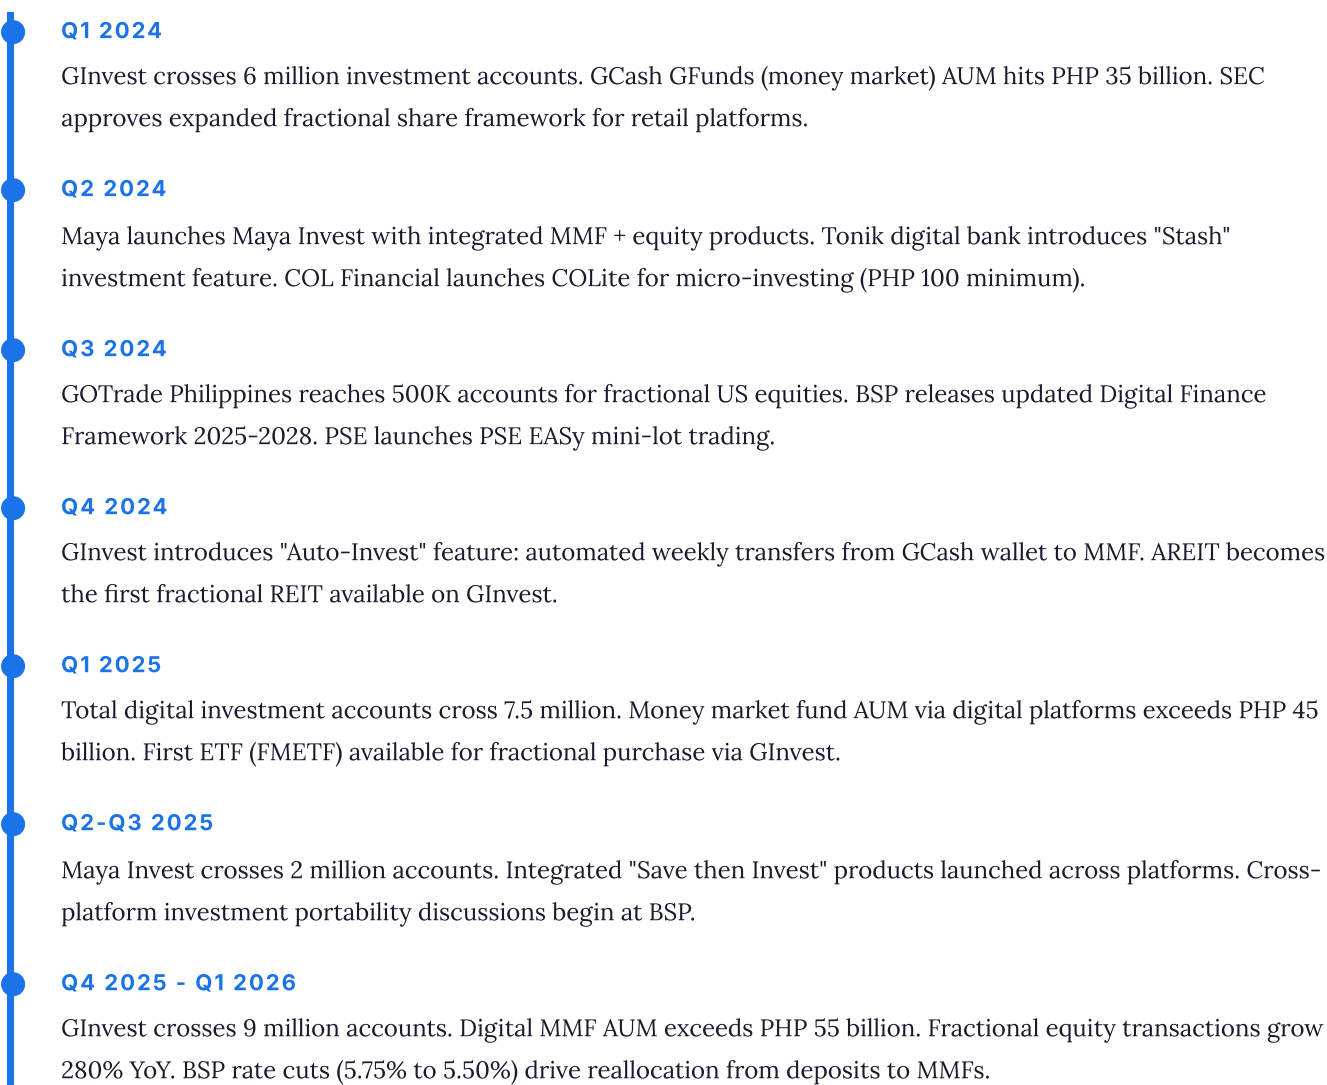 Q1 2024
GInvest crosses 6 million investment accounts. GCash GFunds (money market) AUM hits PHP 35 billion. SEC
approves expanded fractional share framework for retail platforms.
Q2 2024
Maya launches Maya Invest with integrated MMF + equity products. Tonik digital bank introduces "Stash"
investment feature. COL Financial launches COLite for micro-investing (PHP 100 minimum).
Q3 2024
GOTrade Philippines reaches 500K accounts for fractional US equities. BSP releases updated Digital Finance
Framework 2025-2028. PSE launches PSE EASy mini-lot trading.
Q4 2024
GInvest introduces "Auto-Invest" feature: automated weekly transfers from GCash wallet to MMF. AREIT becomes
the first fractional REIT available on GInvest.
Q1 2025
Total digital investment accounts cross 7.5 million. Money market fund AUM via digital platforms exceeds PHP 45
billion. First ETF (FMETF) available for fractional purchase via GInvest.
Q2-Q3 2025
Maya Invest crosses 2 million accounts. Integrated "Save then Invest" products launched across platforms. Cross-
platform investment portability discussions begin at BSP.
Q4 2025 - Q1 2026
GInvest crosses 9 million accounts. Digital MMF AUM exceeds PHP 55 billion. Fractional equity transactions grow
280% YoY. BSP rate cuts (5.75% to 5.50%) drive reallocation from deposits to MMFs.